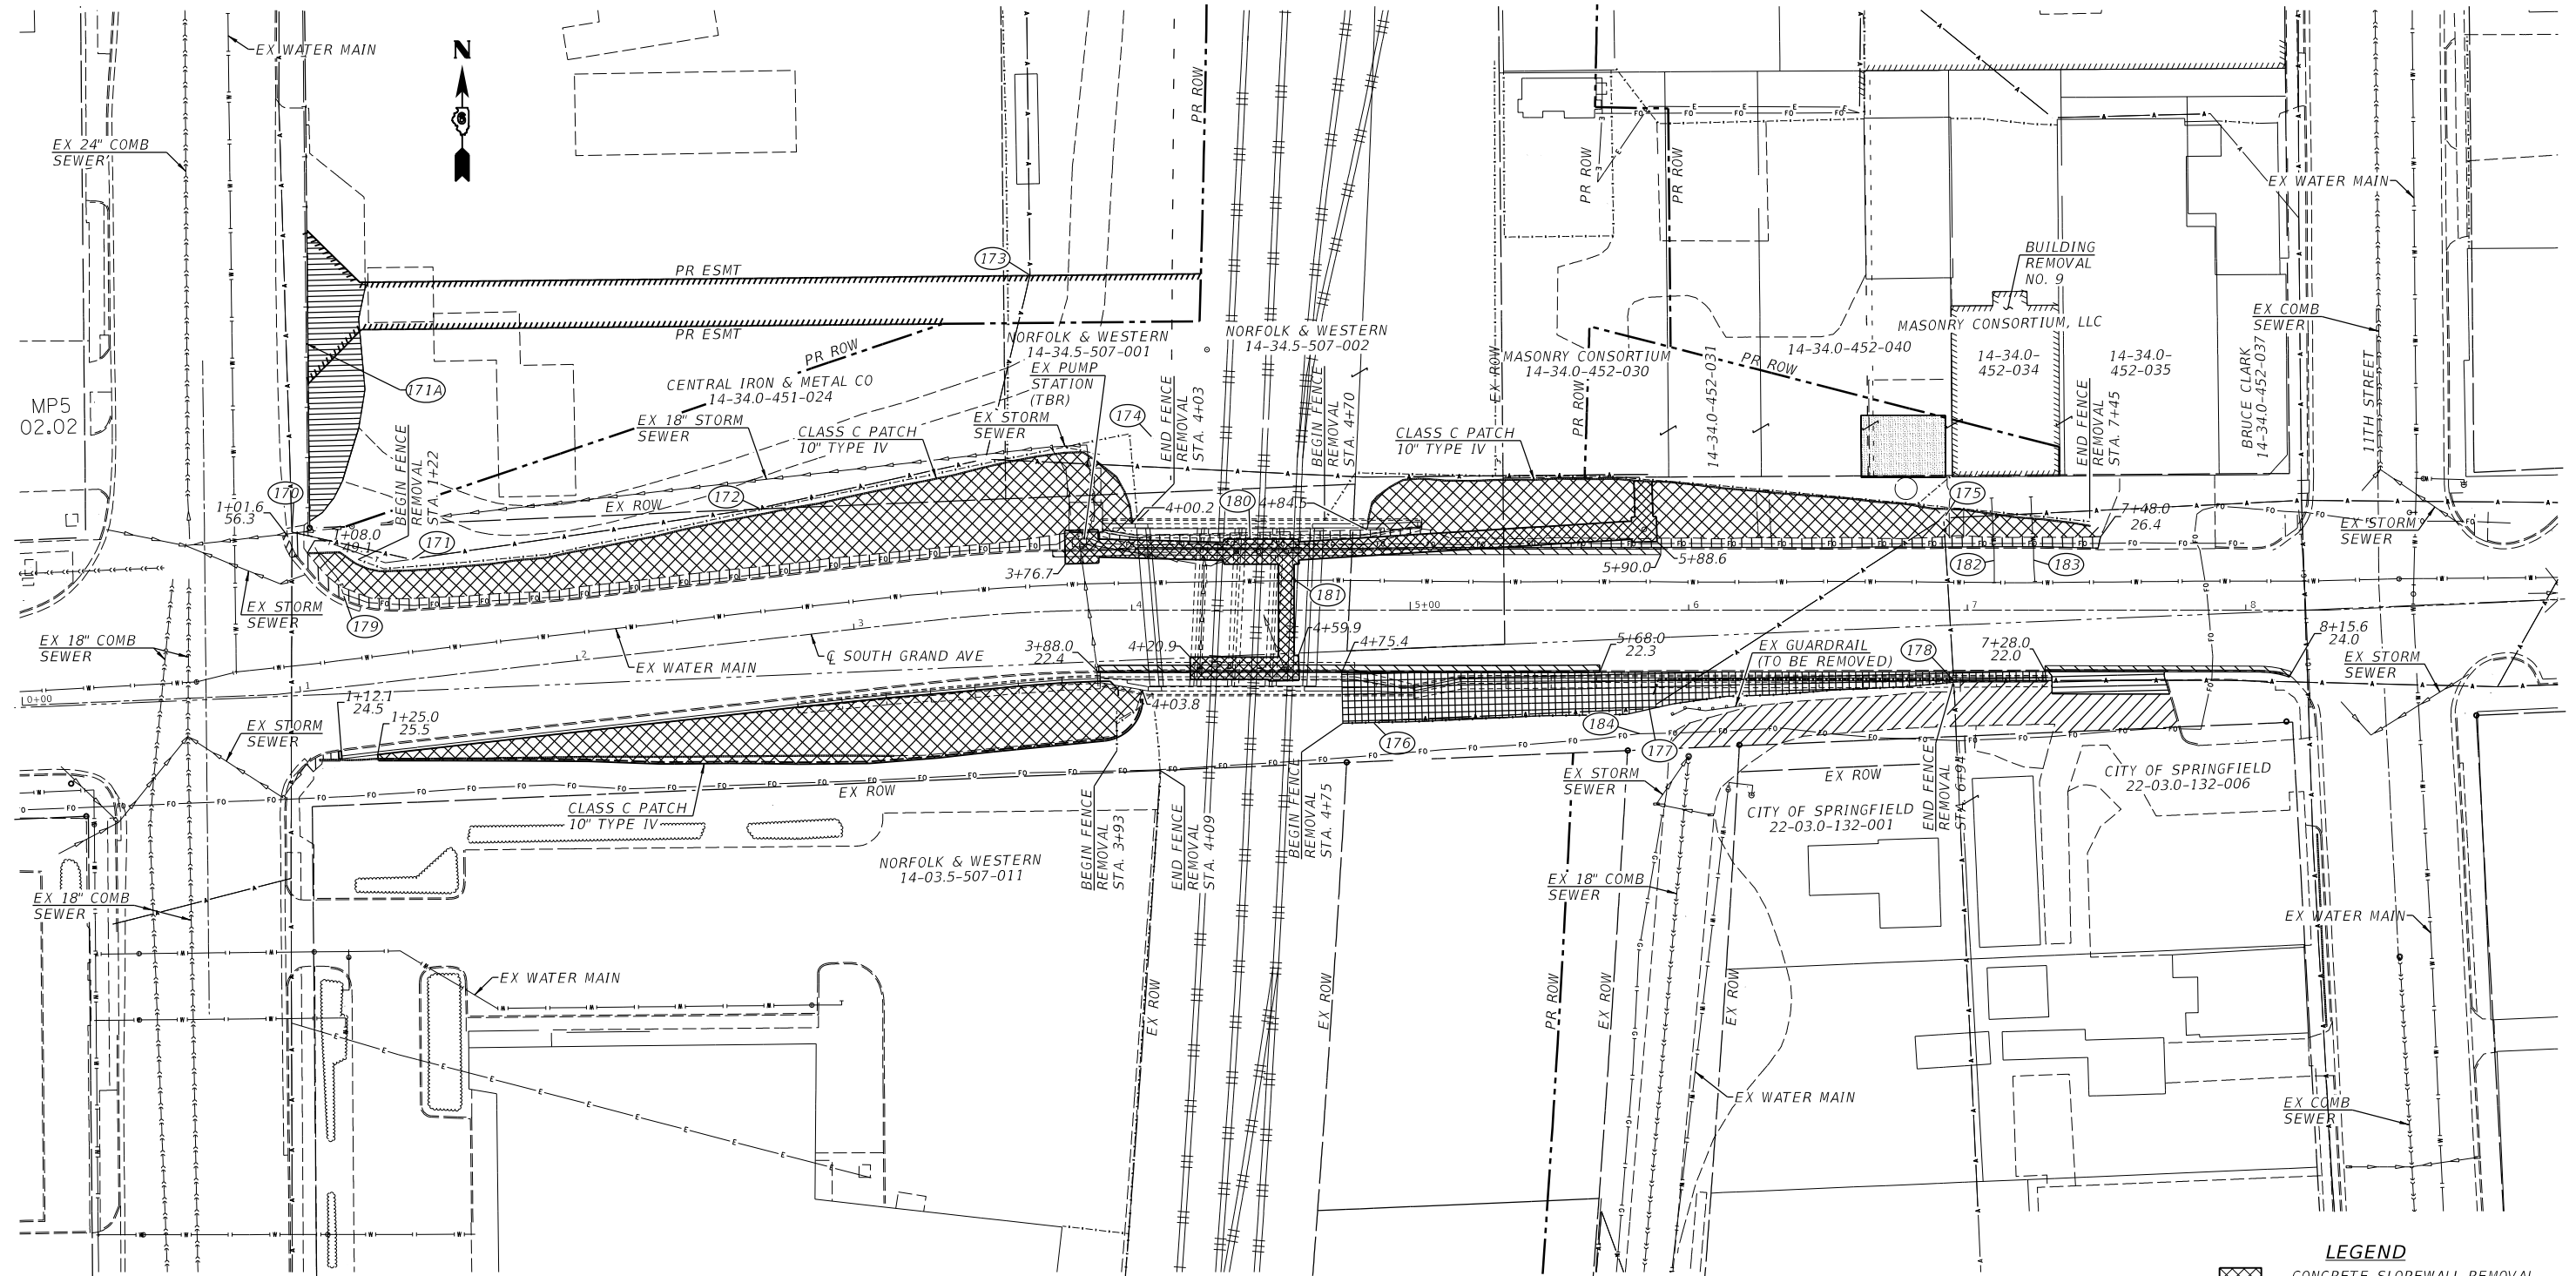 EX WATER MAIN
N
EX 24" COMB
SEWER
PR ROW
PR ROW
PR ROW
EX WATER MAIN
173
PR ESMT
PR ESMT
BUILDING
REMOVAL
NO. 9
EX COMB
SEWER
NORFOLK & WESTERN
14-34.5-507-001
NORFOLK & WESTERN
14-34.5-507-002
MASONRY CONSORTIUM, LLC
14-34.0-452-040
MASONRY CONSORTIUM
14-34.0-452-030
14-34.0-452-031
PR ROW
PR ROW
14-34.0-
452-034
14-34.0-
452-035
BRUCE CLARK
14-34.0-452-037
11TH STREET
171A
MP5
02.02
PR ROW
CENTRAL IRON & METAL CO
14-34.0-451-024
EX PUMP
STATION
(TBR)
EX 18" STORM
SEWER
CLASS C PATCH
10" TYPE IV
EX STORM
SEWER
174
END FENCE
REMOVAL
STA. 4+03
BEGIN FENCE
REMOVAL
STA. 4+70
EX ROW
CLASS C PATCH
10" TYPE IV
END FENCE
REMOVAL
STA. 7+45
BEGIN FENCE
REMOVAL
STA. 1+22
170
1+01.6
56.3
1+08.0
49.1
171
172
EX ROW
4+00.2
180
4+84.5
175
7+48.0
26.4
EX STORM
SEWER
3+76.7
5+90.0
5+88.6
182
183
181
179
EX STORM
SEWER
EX 18" COMB
SEWER
0+00
1
2
3
4
5+00
6
7
8
EX WATER MAIN
℄ SOUTH GRAND AVE
3+88.0
22.4
4+20.9
4+59.9
4+75.4
5+68.0
22.3
EX GUARDRAIL
(TO BE REMOVED)
178
7+28.0
22.0
8+15.6
24.0
EX STORM
SEWER
1+12.1
24.5
1+25.0
25.5
4+03.8
EX STORM
SEWER
176
184
177
CLASS C PATCH
10" TYPE IV
EX ROW
BEGIN FENCE
REMOVAL
STA. 3+93
END FENCE
REMOVAL
STA. 4+09
BEGIN FENCE
REMOVAL
STA. 4+75
EX STORM
SEWER
EX ROW
CITY OF SPRINGFIELD
22-03.0-132-001
END FENCE
REMOVAL
STA. 6+94
CITY OF SPRINGFIELD
22-03.0-132-006
NORFOLK & WESTERN
14-03.5-507-011
EX 18" COMB
SEWER
EX 18" COMB
SEWER
EX WATER MAIN
EX WATER MAIN
EX ROW
EX ROW
PR ROW
EX ROW
EX ROW
EX WATER MAIN
EX COMB
SEWER
LEGEND
CONCRETE SLOPEWALL REMOVAL